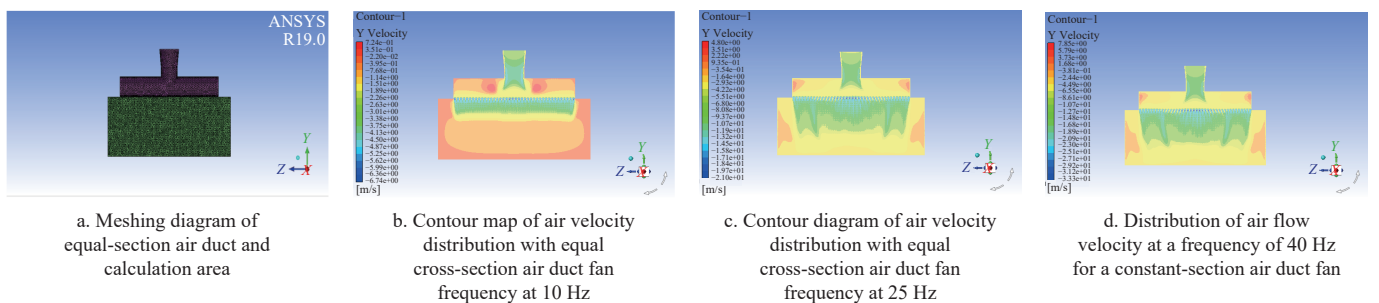 ANSYS
R19.0
Y
Z
X
a. Meshing diagram of
equal-section air duct and
calculation area
Contour−1
Y Velocity
7.24e−01
3.51e−01
−2.20e−02
−3.95e−01
−7.68e−01
−1.14e+00
−1.51e+00
−1.89e+00
−2.26e+00
−2.63e+00
−3.01e+00
−3.38e+00
−3.75e+00
−4.13e+00
−4.50e+00
−4.87e+00
−5.25e+00
−5.62e+00
−5.99e+00
−6.36e+00
−6.74e+00
[m/s]
Y
Z
b. Contour map of air velocity
distribution with equal
cross-section air duct fan
frequency at 10 Hz
Contour−1
Y Velocity
4.80e+00
3.51e+00
2.22e+00
9.35e−01
−3.54e−01
−1.64e+00
−2.93e+00
−4.22e+00
−5.51e+00
−6.80e+00
−8.08e+00
−9.37e+00
−1.07e+01
−1.19e+01
−1.32e+01
−1.45e+01
−1.58e+01
−1.71e+01
−1.84e+01
−1.97e+01
−2.10e+01
[m/s]
Y
Z
c. Contour diagram of air velocity
distribution with equal
cross-section air duct fan
frequency at 25 Hz
Contour−1
Y Velocity
7.85e+00
5.79e+00
3.73e+00
1.68e+00
−3.81e−01
−2.44e+00
−4.49e+00
−6.55e+00
−8.61e+00
−1.07e+01
−1.27e+01
−1.48e+01
−1.68e+01
−1.89e+01
−2.09e+01
−2.30e+01
−2.51e+01
−2.71e+01
−2.92e+01
−3.12e+01
−3.33e+01
[m/s]
Y
Z
d. Distribution of air flow
velocity at a frequency of 40 Hz
for a constant-section air duct fan